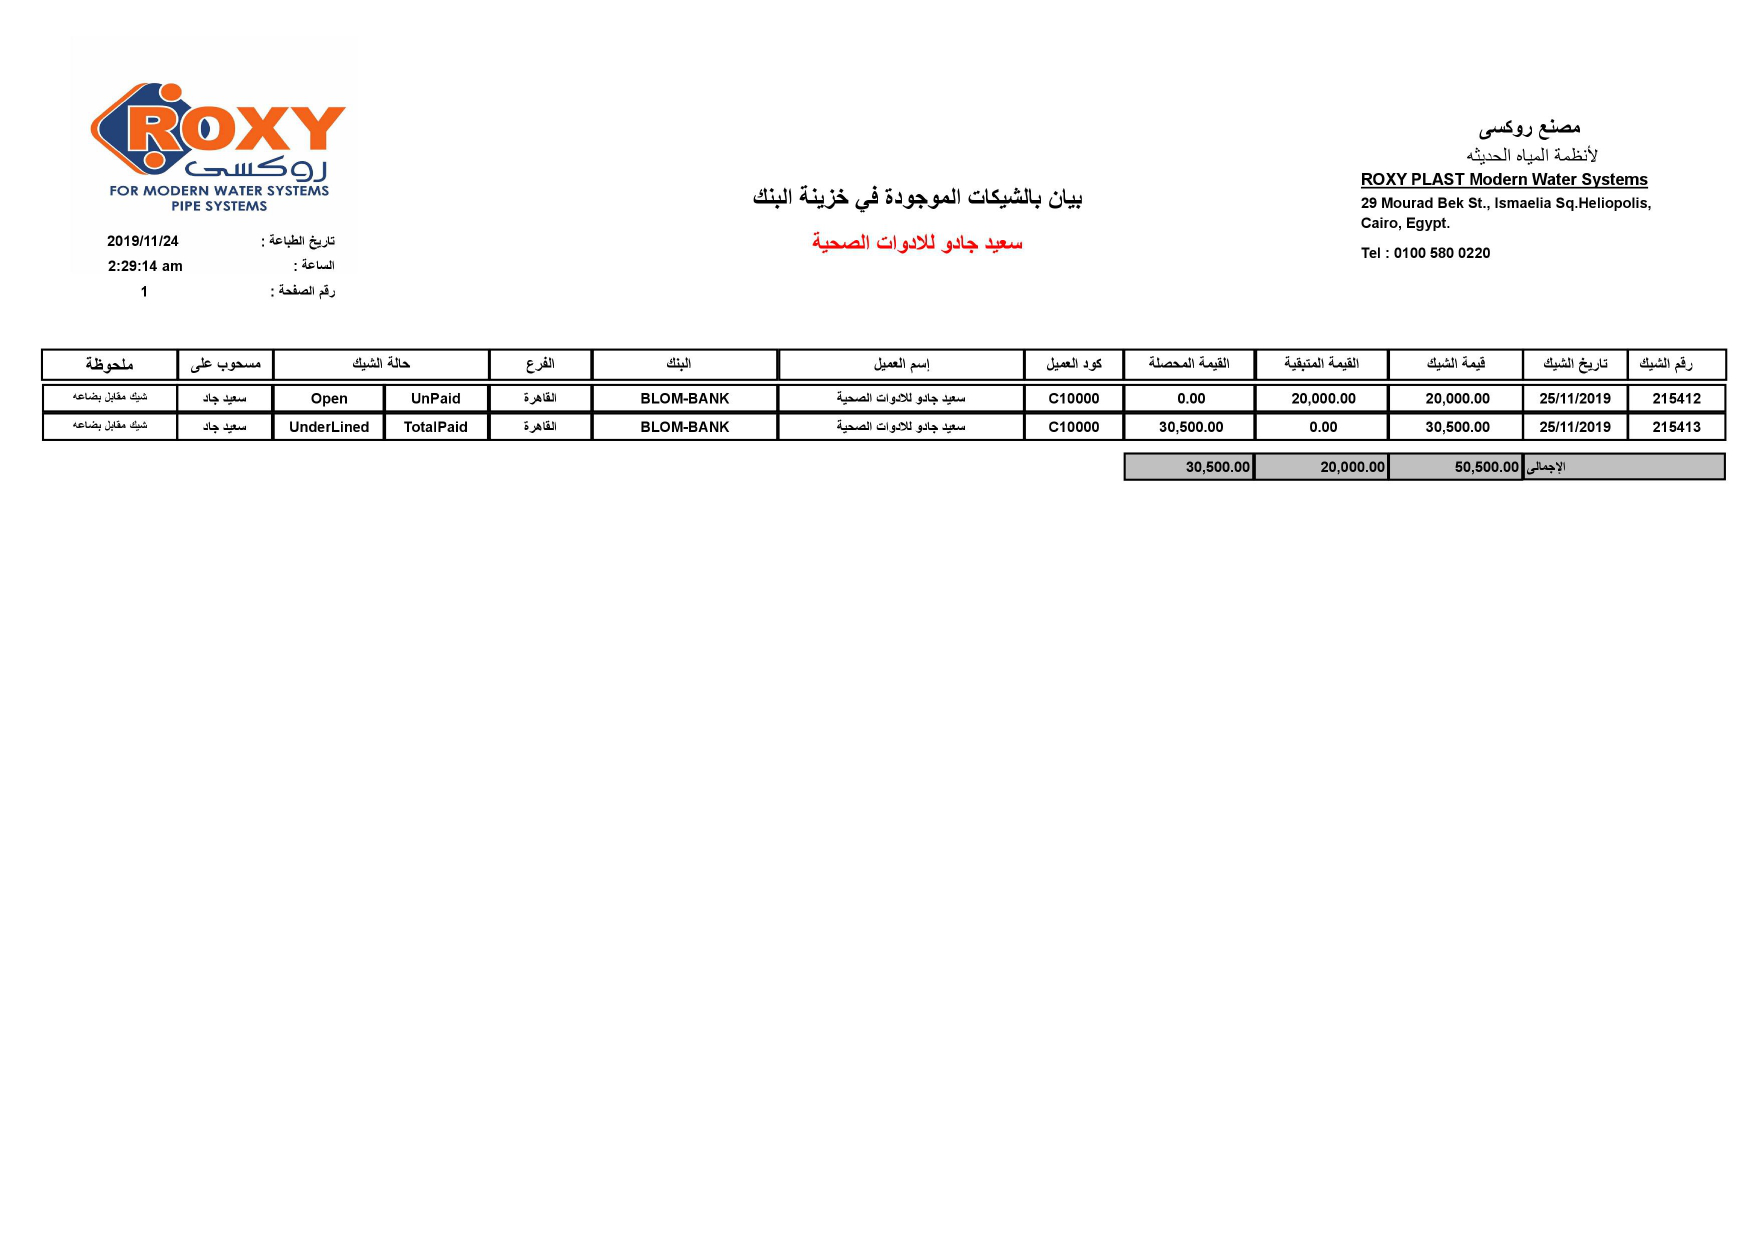 ROXY
روكسى
FOR MODERN WATER SYSTEMS
PIPE SYSTEMS
مصنع روكسى
لأنظمة المياه الحديثه
ROXY PLAST Modern Water Systems
29 Mourad Bek St., Ismaelia Sq.Heliopolis,
Cairo, Egypt.
Tel : 0100 580 0220
بيان بالشيكات الموجودة في خزينة البنك
سعيد جادو للادوات الصحية
تاريخ الطباعة : 2019/11/24
الساعة : 2:29:14 am
رقم الصفحة : 1
رقم الشيك تاريخ الشيك قيمة الشيك القيمة المتبقية القيمة المحصلة كود العميل إسم العميل البنك الفرع حالة الشيك مسحوب على ملحوظة
215412 25/11/2019 20,000.00 20,000.00 0.00 C10000 سعيد جادو للادوات الصحية BLOM-BANK القاهرة UnPaid Open سعيد جاد شيك مقابل بضاعه
215413 25/11/2019 30,500.00 0.00 30,500.00 C10000 سعيد جادو للادوات الصحية BLOM-BANK القاهرة TotalPaid UnderLined سعيد جاد شيك مقابل بضاعه
الإجمالى 50,500.00 20,000.00 30,500.00